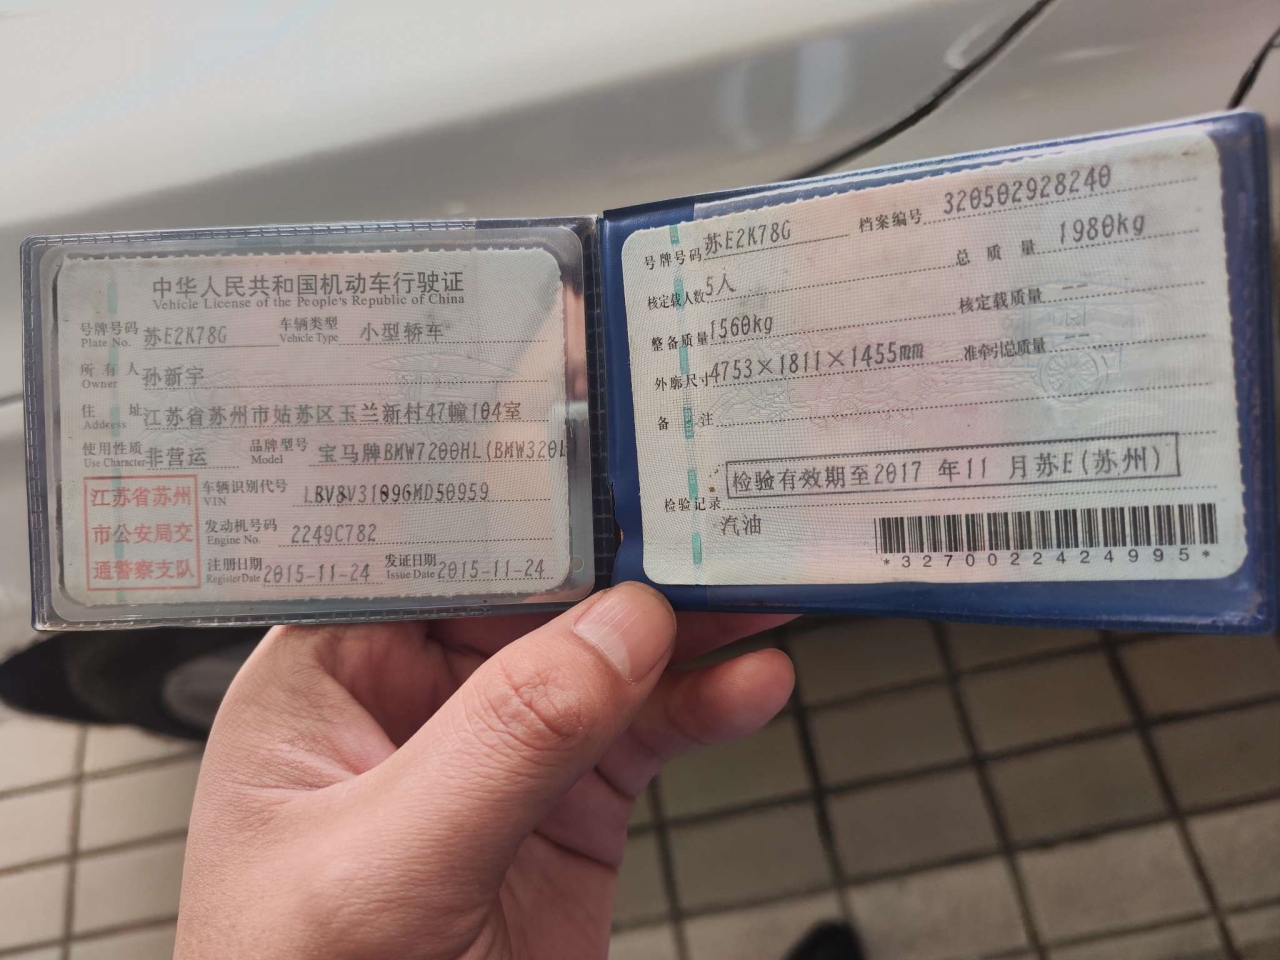 中华人民共和国机动车行驶证
Vehicle License of the People's Republic of China
号牌号码 Plate No. 苏E2K78G 车辆类型 Vehicle Type 小型轿车
所有人 Owner 孙新宇
住址 Address 江苏省苏州市姑苏区玉兰新村47幢104室
使用性质 Use Character 非营运 品牌型号 Model 宝马牌BMW7200HL(BMW320L
江苏省苏州
市公安局交
通警察支队
车辆识别代号 VIN LBV8V3109GMD50959
发动机号码 Engine No. 2249C782
注册日期 Register Date 2015-11-24 发证日期 Issue Date 2015-11-24
号牌号码 苏E2K78G 档案编号 320502928240
核定载人数 5人 总质量 1980kg
整备质量 1560kg 核定载质量 --
外廓尺寸 4753×1811×1455mm 准牵引总质量 --
备注
检验有效期至2017 年11 月苏E(苏州)
检验记录
汽油
*3270022424995*